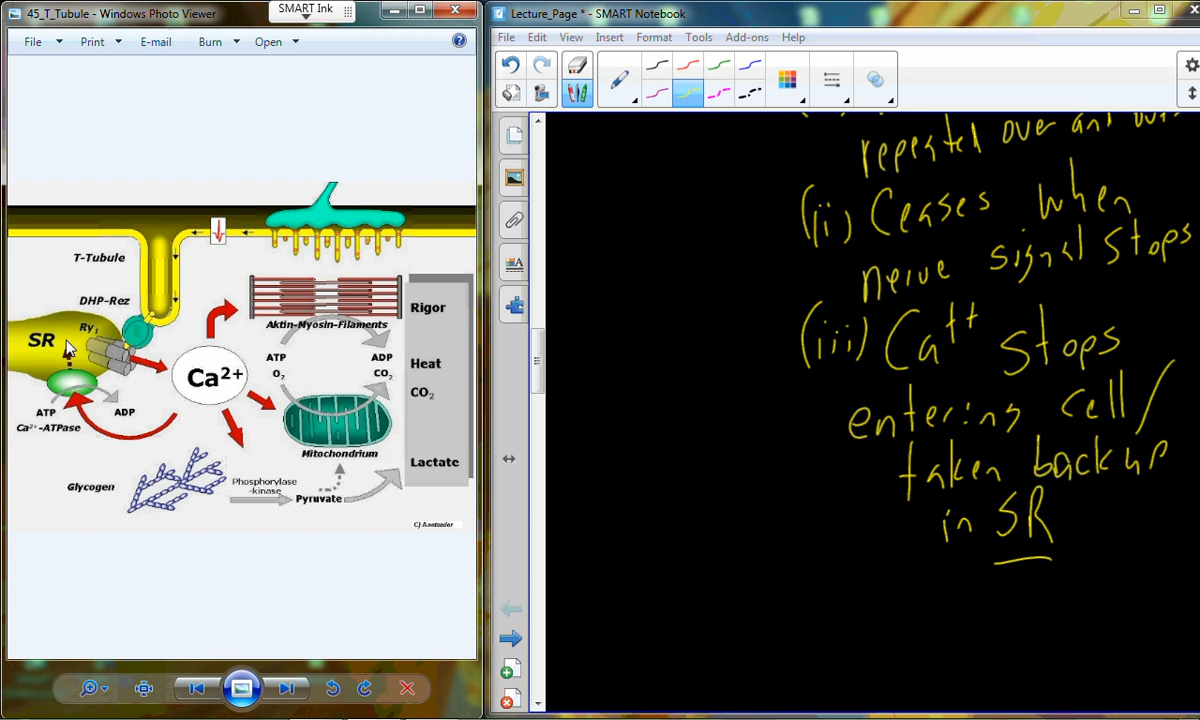 45_T_Tubule - Windows Photo Viewer
SMART Ink
File Print E-mail Burn Open
T-Tubule
DHP-Rez
SR
Ry1
Ca2+
ATP
ADP
Ca2+-ATPase
Aktin-Myosin-Filaments
ATP
O2
ADP
CO2
Mitochondrium
Glycogen
Phosphorylase
-kinase
Pyruvate
Rigor
Heat
CO2
Lactate
Lecture_Page * - SMART Notebook
File Edit View Insert Format Tools Add-ons Help
repeated over and
(ii) Ceases when
nerve signal stops
(iii) Ca++ stops
entering cell/
taken back up
in SR